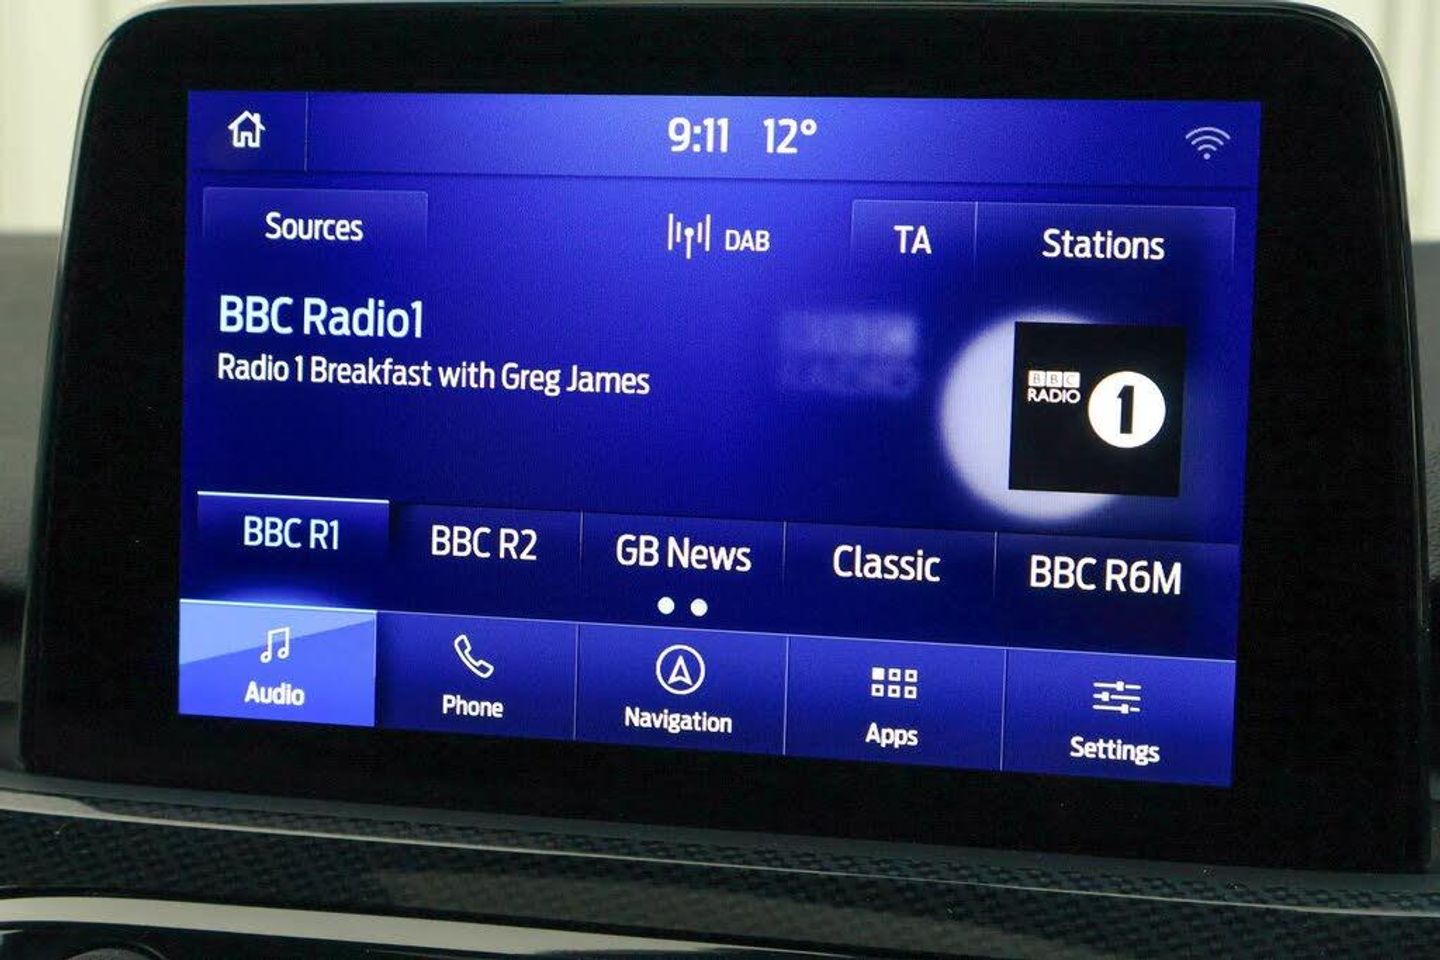 9:11 12°
Sources
DAB
TA
Stations
BBC Radio1
Radio 1 Breakfast with Greg James
BBC
RADIO
1
BBC R1
BBC R2
GB News
Classic
BBC R6M
Audio
Phone
Navigation
Apps
Settings